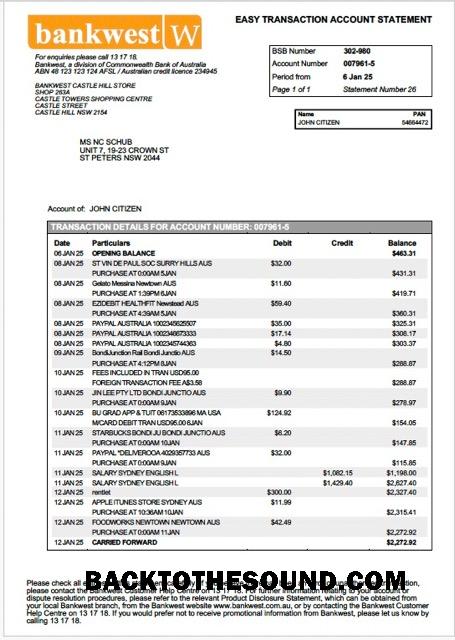 bankwest W
EASY TRANSACTION ACCOUNT STATEMENT
For enquiries please call 13 17 18.
Bankwest, a division of Commonwealth Bank of Australia
ABN 48 123 123 124 AFSL / Australian credit licence 234945
BSB Number 302-980
Account Number 007961-5
Period from 6 Jan 25
Page 1 of 1 Statement Number 26
BANKWEST CASTLE HILL STORE
SHOP 263A
CASTLE TOWERS SHOPPING CENTRE
CASTLE STREET
CASTLE HILL NSW 2154
Name PAN
JOHN CITIZEN 54664472
MS NC SCHUB
UNIT 7, 19-23 CROWN ST
ST PETERS NSW 2044
Account of: JOHN CITIZEN
TRANSACTION DETAILS FOR ACCOUNT NUMBER: 007961-5
Date Particulars Debit Credit Balance
06 JAN 25 OPENING BALANCE $463.31
08 JAN 25 ST VIN DE PAUL SOC SURRY HILLS AUS $32.00
PURCHASE AT 0:00AM 5JAN $431.31
08 JAN 25 Gelato Messina Newtown AUS $11.60
PURCHASE AT 1:39PM 6JAN $419.71
08 JAN 25 EZIDEBIT HEALTHFIT Newstead AUS $59.40
PURCHASE AT 4:39AM 5JAN $360.31
08 JAN 25 PAYPAL AUSTRALIA 1002345625507 $35.00 $325.31
08 JAN 25 PAYPAL AUSTRALIA 1002346673333 $17.14 $308.17
08 JAN 25 PAYPAL AUSTRALIA 1002345744363 $4.80 $303.37
09 JAN 25 BondiJunction Rail Bondi Junctio AUS $14.50
PURCHASE AT 4:12PM 8JAN $288.87
10 JAN 25 FEES INCLUDED IN TRAN USD95.00
FOREIGN TRANSACTION FEE A$3.58 $288.87
10 JAN 25 JIN LEE PTY LTD BONDI JUNCTION AUS $9.90
PURCHASE AT 0:00AM 9JAN $278.97
10 JAN 25 BU GRAD APP & TUIT 06173533896 MA USA $124.92
M/CARD DEBIT TRAN USD95.00 6JAN $154.05
11 JAN 25 STARBUCKS BONDI JU BONDI JUNCTION AUS $6.20
PURCHASE AT 0:00AM 10JAN $147.85
11 JAN 25 PAYPAL *DELIVEROOA 4029357733 AUS $32.00
PURCHASE AT 0:00AM 9JAN $115.85
11 JAN 25 SALARY SYDNEY ENGLISH L $1,082.15 $1,198.00
11 JAN 25 SALARY SYDNEY ENGLISH L $1,429.40 $2,627.40
12 JAN 25 rentlet $300.00 $2,327.40
12 JAN 25 APPLE ITUNES STORE SYDNEY AUS $11.99
PURCHASE AT 10:36AM 10JAN $2,315.41
12 JAN 25 FOODWORKS NEWTOWN NEWTOWN AUS $42.49
PURCHASE AT 0:00AM 11JAN $2,272.92
12 JAN 25 CARRIED FORWARD $2,272.92
BACKTOTHESOUND.COM
Please check all
please contact the Bankwest Customer Help Centre on 13 17 18. For further information relating to your account or
dispute resolution procedures, please refer to the relevant Product Disclosure Statement, which can be obtained from
your local Bankwest branch, from the Bankwest website www.bankwest.com.au, or by contacting the Bankwest Customer
Help Centre on 13 17 18. If you would prefer not to receive promotional information from Bankwest, please let us know by
calling 13 17 18.